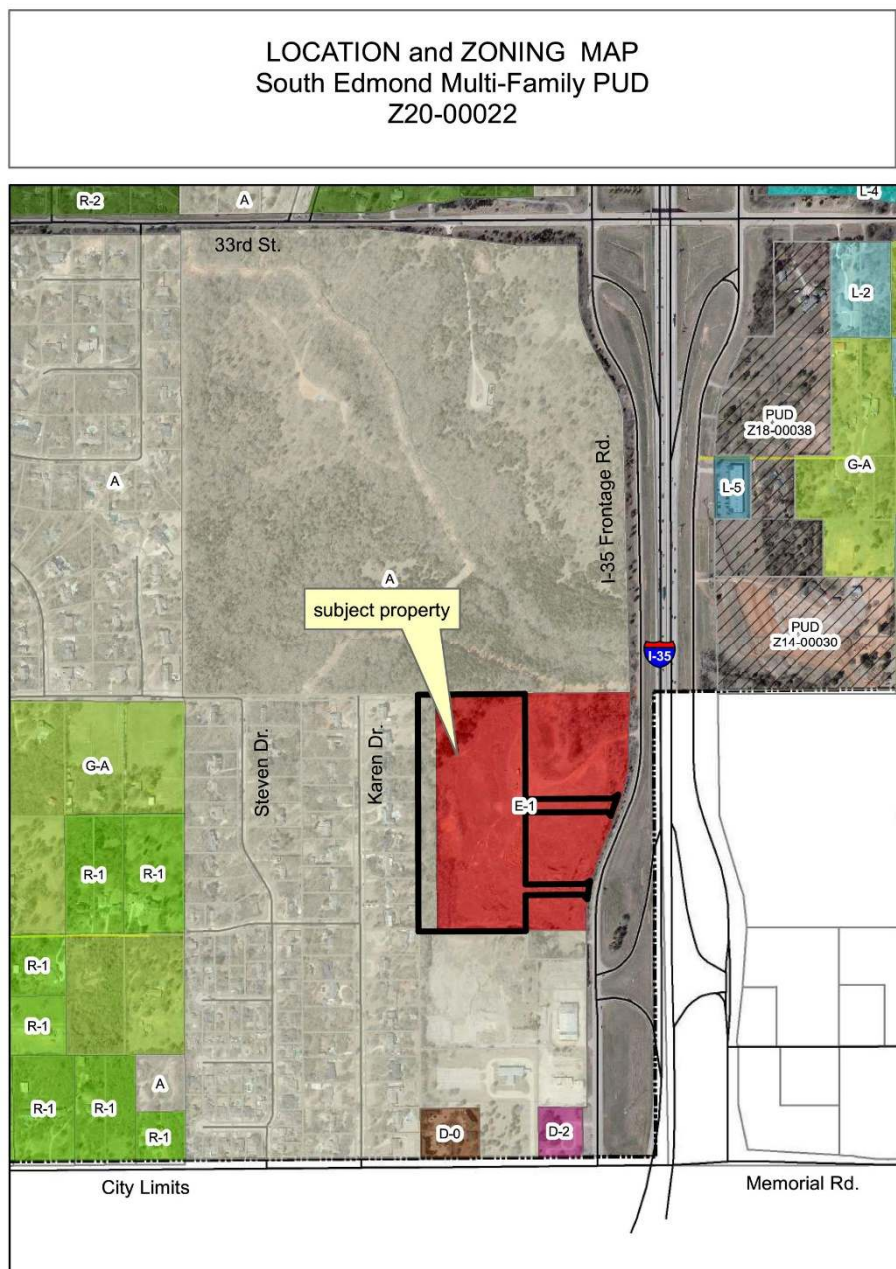 LOCATION and ZONING MAP
South Edmond Multi-Family PUD
Z20-00022
L-4
R-2
A
33rd St.
L-2
PUD
Z18-00038
G-A
L-5
A
I-35 Frontage Rd.
A
subject property
PUD
Z14-00030
I-35
Steven Dr.
Karen Dr.
G-A
E-1
R-1
R-1
R-1
R-1
A
R-1
R-1
R-1
D-0
D-2
City Limits
Memorial Rd.